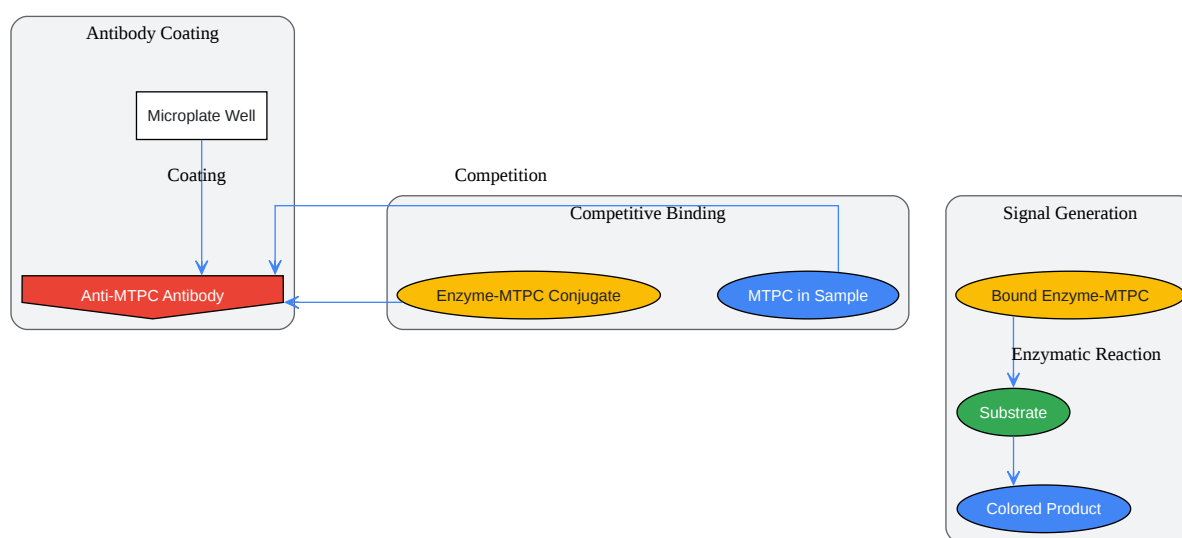 Antibody Coating
Microplate Well
Coating
Anti-MTPC Antibody
Competition
Competitive Binding
Enzyme-MTPC Conjugate
MTPC in Sample
Signal Generation
Bound Enzyme-MTPC
Enzymatic Reaction
Substrate
Colored Product